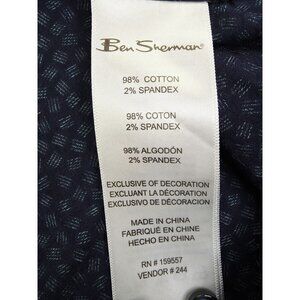 Ben Sherman®
98% COTTON
2% SPANDEX
98% COTON
2% SPANDEX
98% ALGODÓN
2% SPANDEX
EXCLUSIVE OF DECORATION
EXCLUANT LA DÉCORATION
EXCLUSIVO DE DECORACION
MADE IN CHINA
FABRIQUÉ EN CHINE
HECHO EN CHINA
RN # 159557
VENDOR # 244